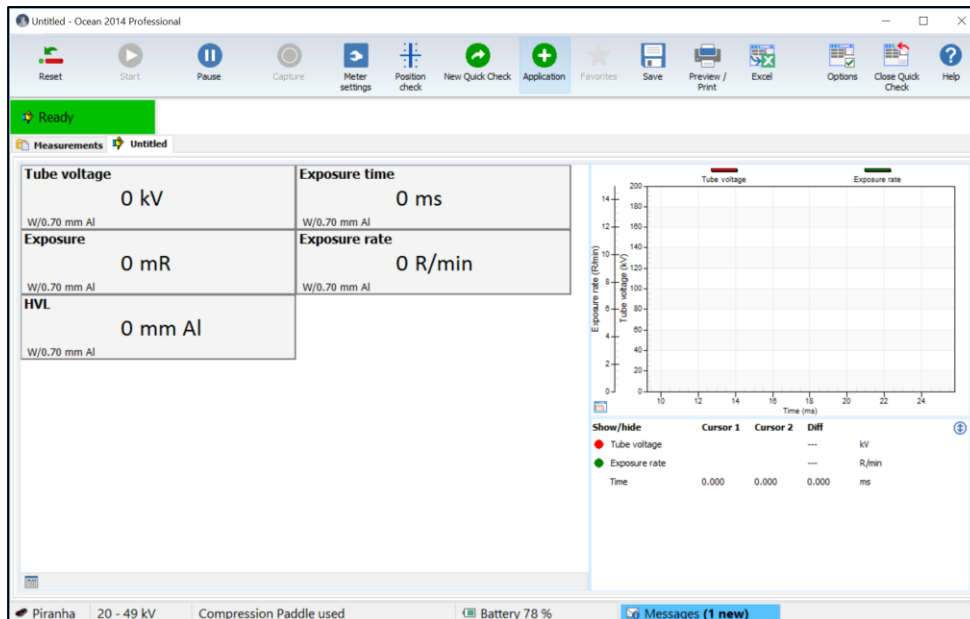 Untitled - Ocean 2014 Professional
Reset
Start
Pause
Capture
Meter settings
Position check
New Quick Check
Application
Favorites
Save
Preview / Print
Excel
Options
Close Quick Check
Help
Ready
Measurements
Untitled
Tube voltage
0 kV
W/0.70 mm Al
Exposure time
0 ms
W/0.70 mm Al
Exposure
0 mR
W/0.70 mm Al
Exposure rate
0 R/min
W/0.70 mm Al
HVL
0 mm Al
W/0.70 mm Al
Tube voltage
Exposure rate
Exposure rate (R/min)
14
12
10
8
6
4
2
0
Tube voltage (kV)
200
180
160
140
120
100
80
60
40
20
0
10 12 14 16 18 20 22 24
Time (ms)
Show/hide Cursor 1 Cursor 2 Diff
Tube voltage --- kV
Exposure rate --- R/min
Time 0.000 0.000 0.000 ms
Piranha 20 - 49 kV Compression Paddle used Battery 78 % Messages (1 new)